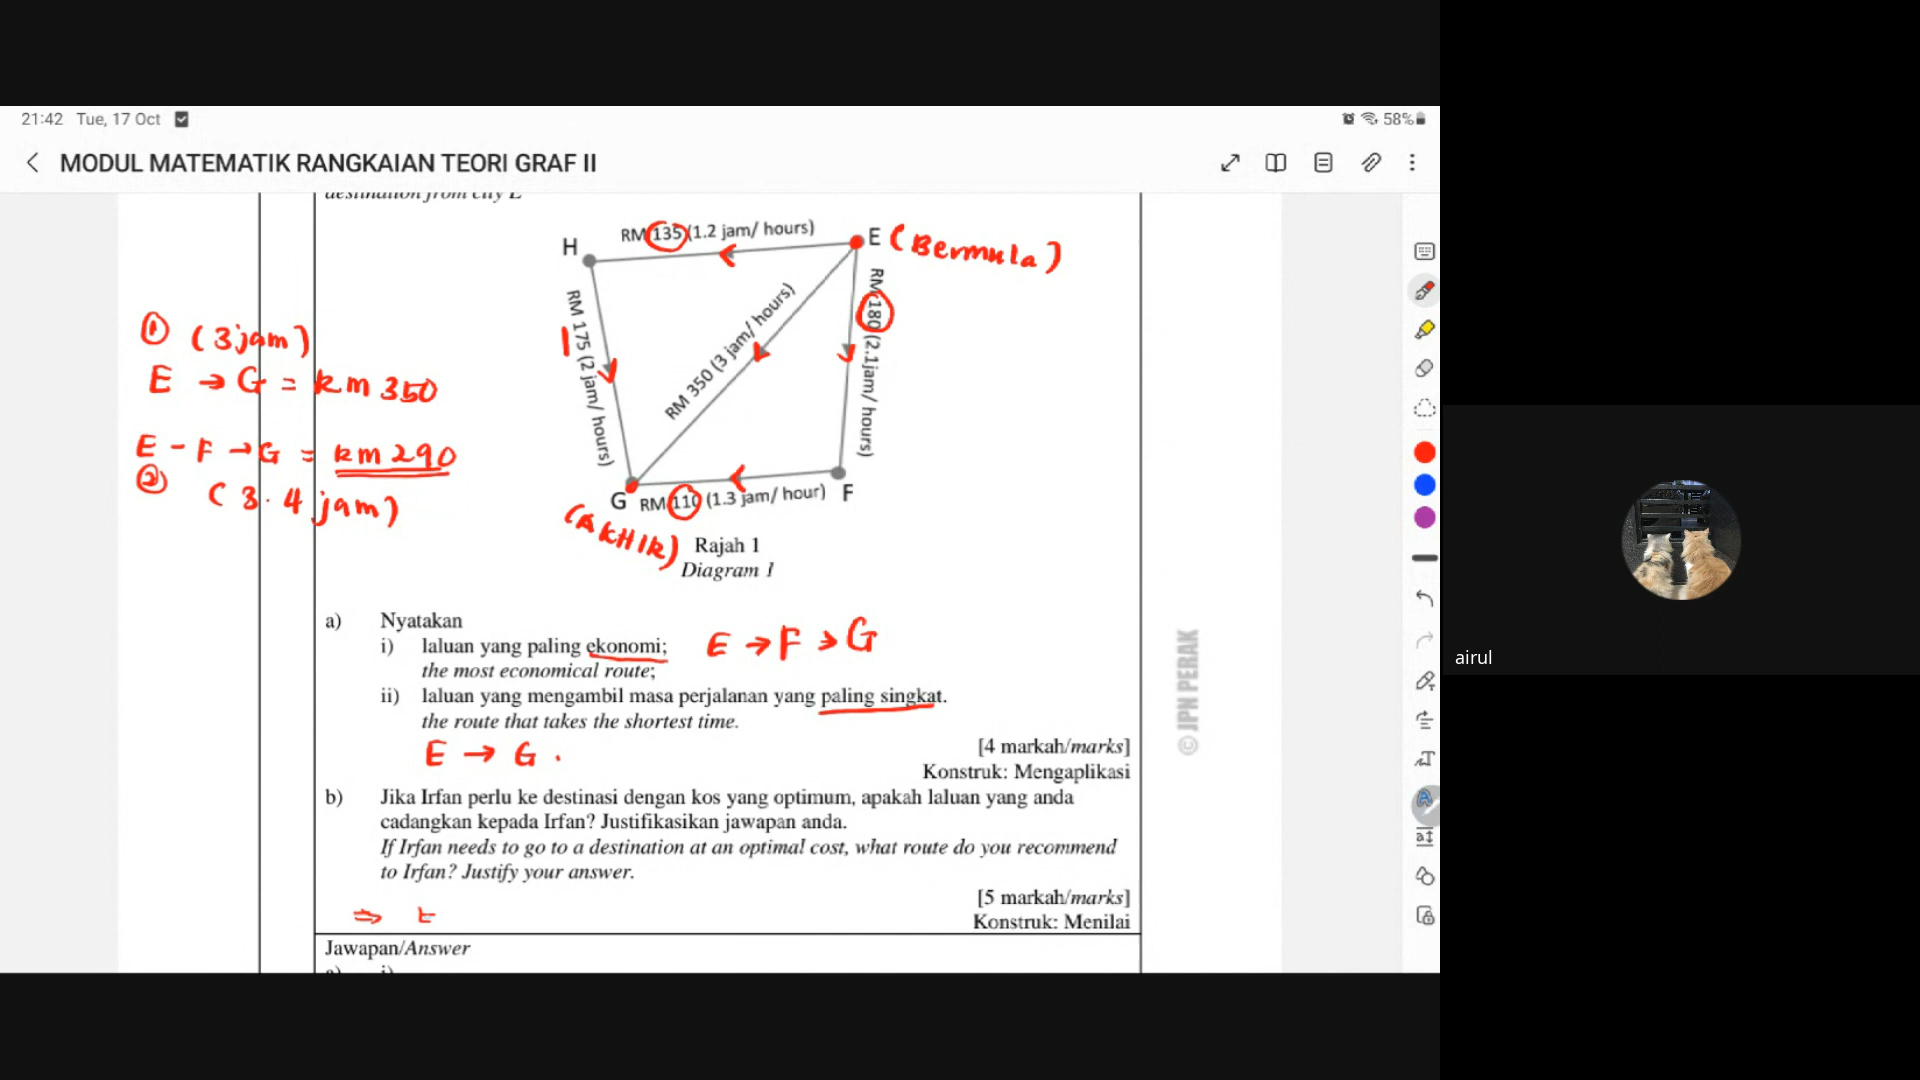 21:42 Tue, 17 Oct
58%
MODUL MATEMATIK RANGKAIAN TEORI GRAF II
destination from city E
H
RM 135 (1.2 jam/ hours)
E (Bermula)
RM 175 (2 jam/ hours)
RM 350 (3 jam/ hours)
RM 180 (2.1jam/ hours)
① (3 jam)
E → G = RM 350
E - F → G = RM 290
② (3.4 jam)
G RM 110 (1.3 jam/ hour) F
(AKHIR)
Rajah 1
Diagram 1
a) Nyatakan
i) laluan yang paling ekonomi; E → F → G
the most economical route;
ii) laluan yang mengambil masa perjalanan yang paling singkat.
the route that takes the shortest time.
E → G .
[4 markah/marks]
Konstruk: Mengaplikasi
b) Jika Irfan perlu ke destinasi dengan kos yang optimum, apakah laluan yang anda
cadangkan kepada Irfan? Justifikasikan jawapan anda.
If Irfan needs to go to a destination at an optimal cost, what route do you recommend
to Irfan? Justify your answer.
[5 markah/marks]
Konstruk: Menilai
Jawapan/Answer
a) i)
© JPN PERAK
airul